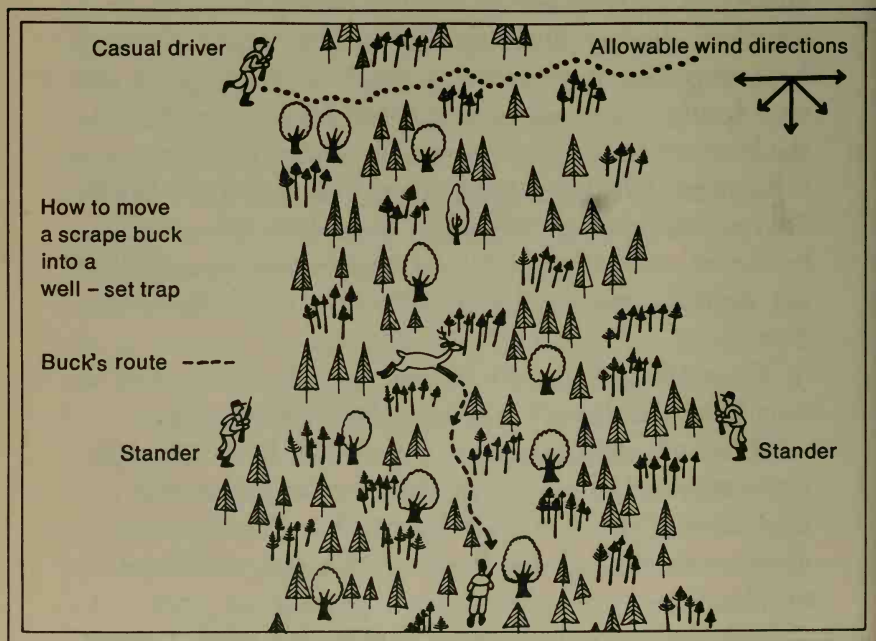 Casual driver
Allowable wind directions
How to move
a scrape buck
into a
well – set trap
Buck's route ----
Stander
Stander